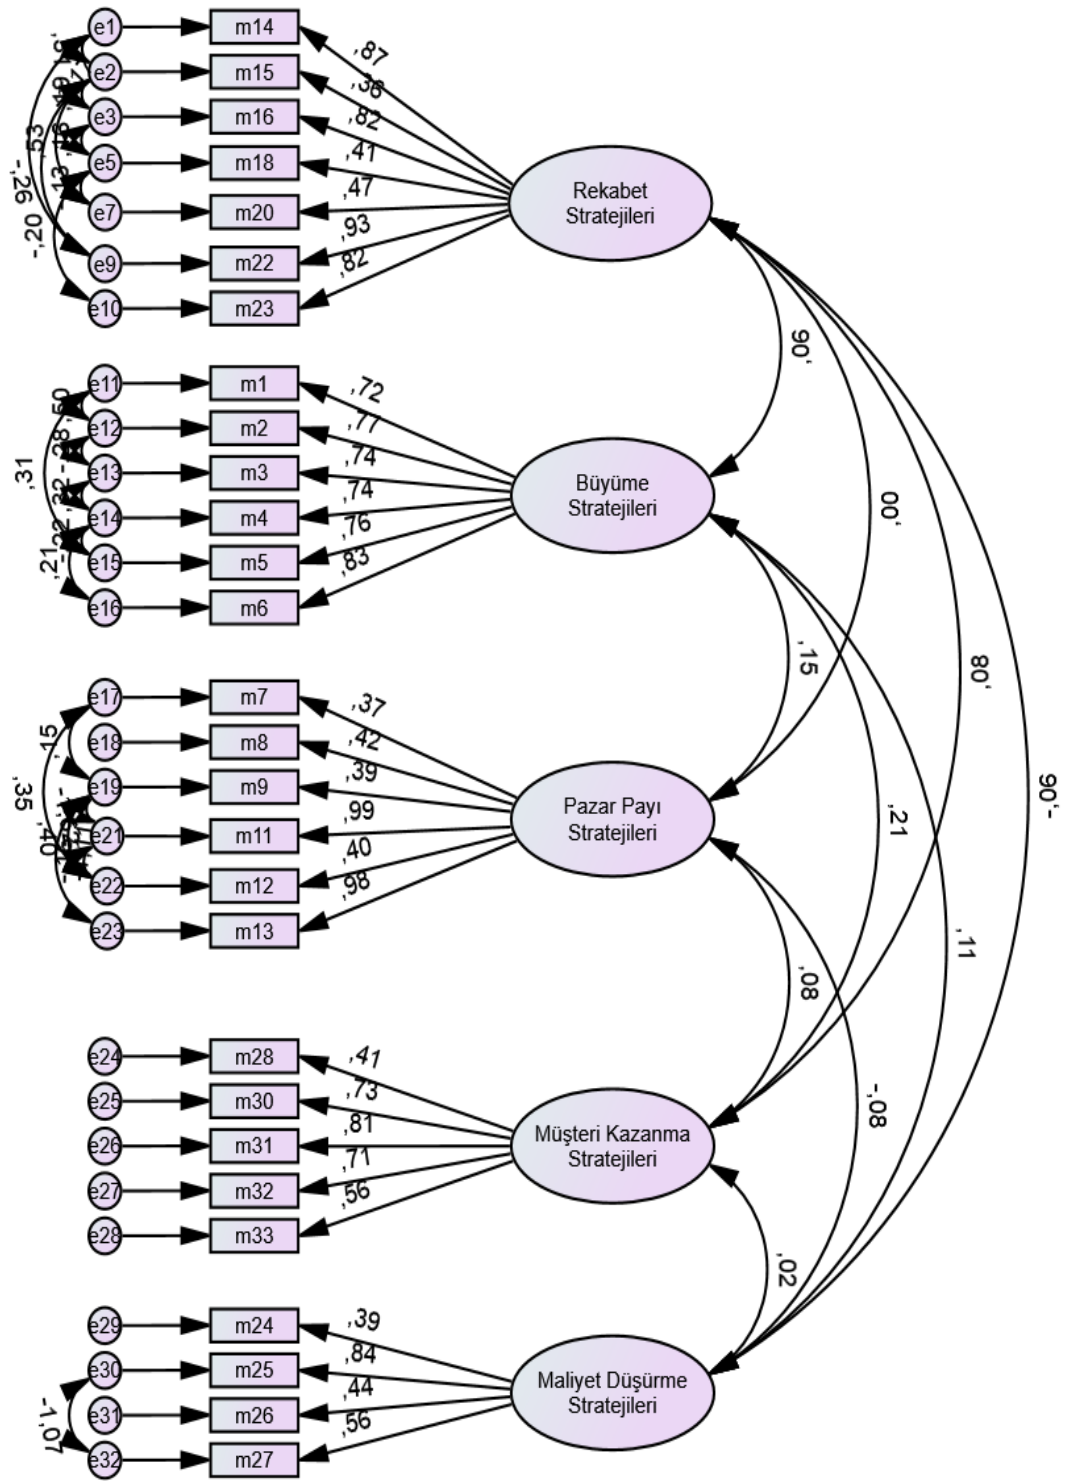 e1 m14 ,87
e2 m15 ,36
e3 m16 ,82
e5 m18 ,41
e7 m20 ,47
e9 m22 ,93
e10 m23 ,82
Rekabet
Stratejileri
,53
-,26
-,20
e11 m1 ,72
e12 m2 ,77
e13 m3 ,74
e14 m4 ,74
e15 m5 ,76
e16 m6 ,83
Büyüme
Stratejileri
,50
,31
,21
e17 m7 ,37
e18 m8 ,42
e19 m9 ,39
e21 m11 ,99
e22 m12 ,40
e23 m13 ,98
Pazar Payı
Stratejileri
,15
,35
,40
e24 m28 ,41
e25 m30 ,73
e26 m31 ,81
e27 m32 ,71
e28 m33 ,56
Müşteri Kazanma
Stratejileri
e29 m24 ,39
e30 m25 ,84
e31 m26 ,44
e32 m27 ,56
Maliyet Düşürme
Stratejileri
-1,07
,06
,00
,08
-,06
,15
,21
,11
,08
-,08
,02